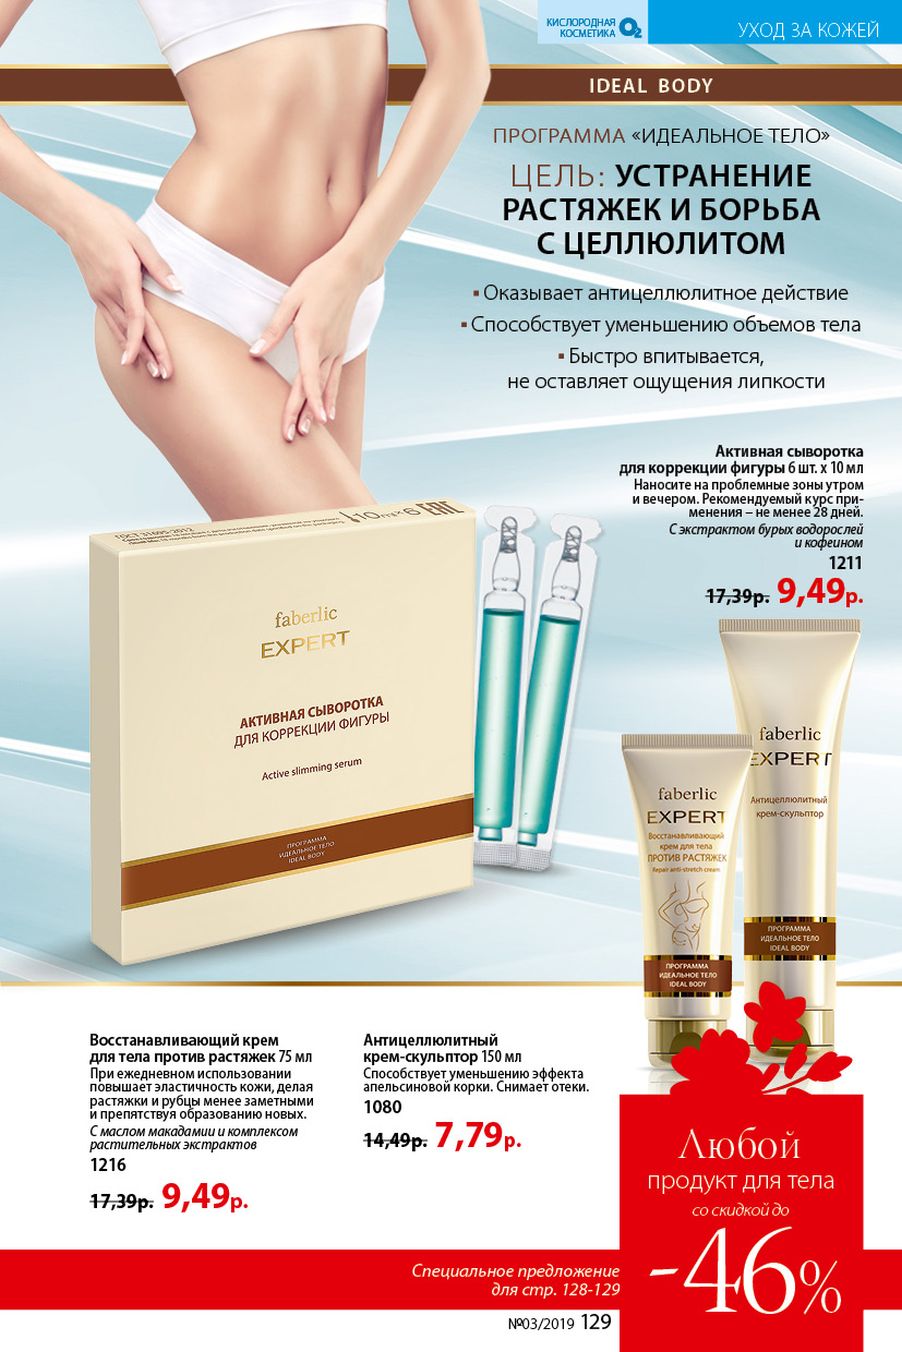 КИСЛОРОДНАЯ
КОСМЕТИКА O2
УХОД ЗА КОЖЕЙ
IDEAL BODY
ПРОГРАММА «ИДЕАЛЬНОЕ ТЕЛО»
ЦЕЛЬ: УСТРАНЕНИЕ
РАСТЯЖЕК И БОРЬБА
С ЦЕЛЛЮЛИТОМ
▪ Оказывает антицеллюлитное действие
▪ Способствует уменьшению объемов тела
▪ Быстро впитывается,
не оставляет ощущения липкости
Активная сыворотка
для коррекции фигуры 6 шт. х 10 мл
Наносите на проблемные зоны утром
и вечером. Рекомендуемый курс при-
менения – не менее 28 дней.
С экстрактом бурых водорослей
и кофеином
1211
17,39р. 9,49р.
ГОСТ 31695-2012
10 мл x 6 EAC
faberlic
EXPERT
АКТИВНАЯ СЫВОРОТКА
ДЛЯ КОРРЕКЦИИ ФИГУРЫ
Active slimming serum
ПРОГРАММА
ИДЕАЛЬНОЕ ТЕЛО
IDEAL BODY
faberlic
EXPERT
Антицеллюлитный
крем-скульптор
ПРОГРАММА
ИДЕАЛЬНОЕ ТЕЛО
IDEAL BODY
faberlic
EXPERT
Восстанавливающий
крем для тела
ПРОТИВ РАСТЯЖЕК
Repair anti-stretch cream
ПРОГРАММА
ИДЕАЛЬНОЕ ТЕЛО
IDEAL BODY
Восстанавливающий крем
для тела против растяжек 75 мл
При ежедневном использовании
повышает эластичность кожи, делая
растяжки и рубцы менее заметными
и препятствуя образованию новых.
С маслом макадамии и комплексом
растительных экстрактов
1216
17,39р. 9,49р.
Антицеллюлитный
крем-скульптор 150 мл
Способствует уменьшению эффекта
апельсиновой корки. Снимает отеки.
1080
14,49р. 7,79р.
Любой
продукт для тела
со скидкой до
-46%
Специальное предложение
для стр. 128-129
№03/2019 129